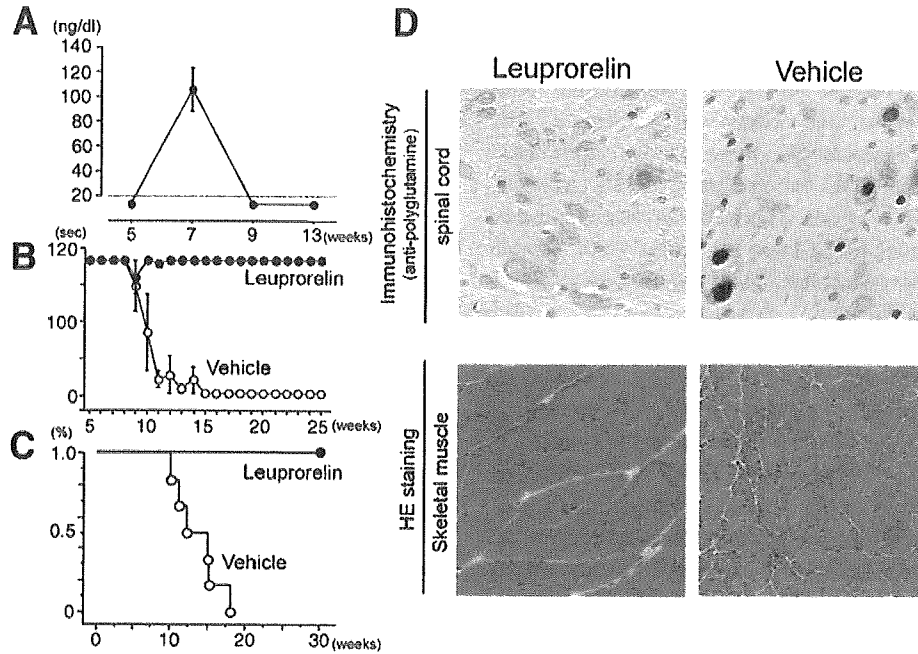 A
(ng/dl)
140
120
100
80
60
40
20
5 7 9 13 (weeks)
B
(sec)
120
100
0
Leuprorelin
Vehicle
5 10 15 20 25 (weeks)
C
(%)
1.0
0.5
0
Leuprorelin
Vehicle
0 10 20 30 (weeks)
D
Leuprorelin Vehicle
Immunohistochemistry
(anti-polyglutamine)
spinal cord
HE staining
Skeletal muscle